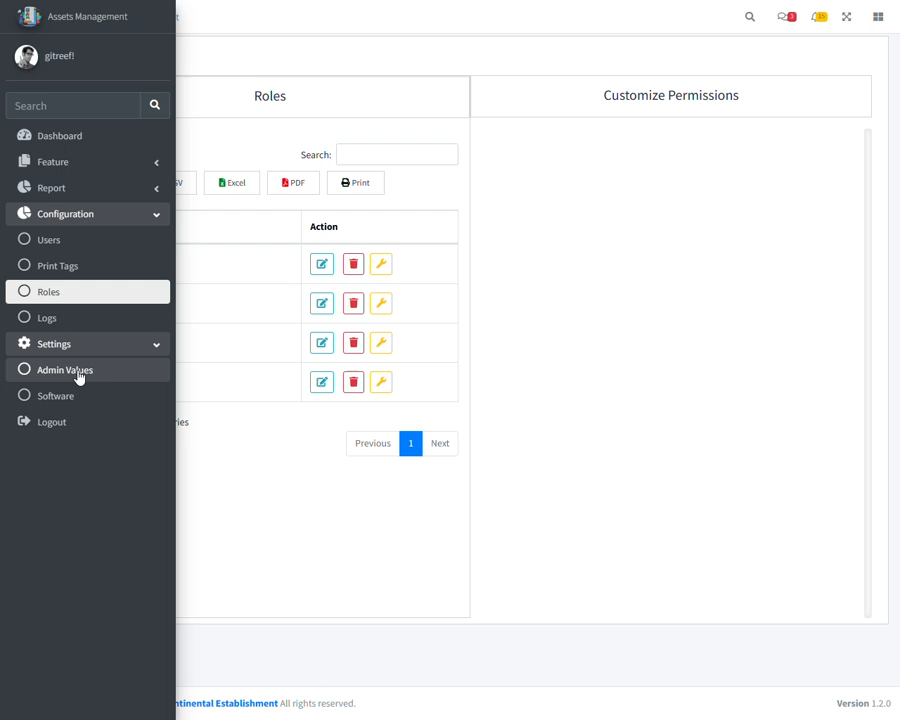 Assets Management
3
15
gitreef!
Search
Dashboard
Feature
Report
Configuration
Users
Print Tags
Roles
Logs
Settings
Admin Values
Software
Logout
Roles
Customize Permissions
Search:
Excel
PDF
Print
Action
Previous
1
Next
All rights reserved.
Version 1.2.0